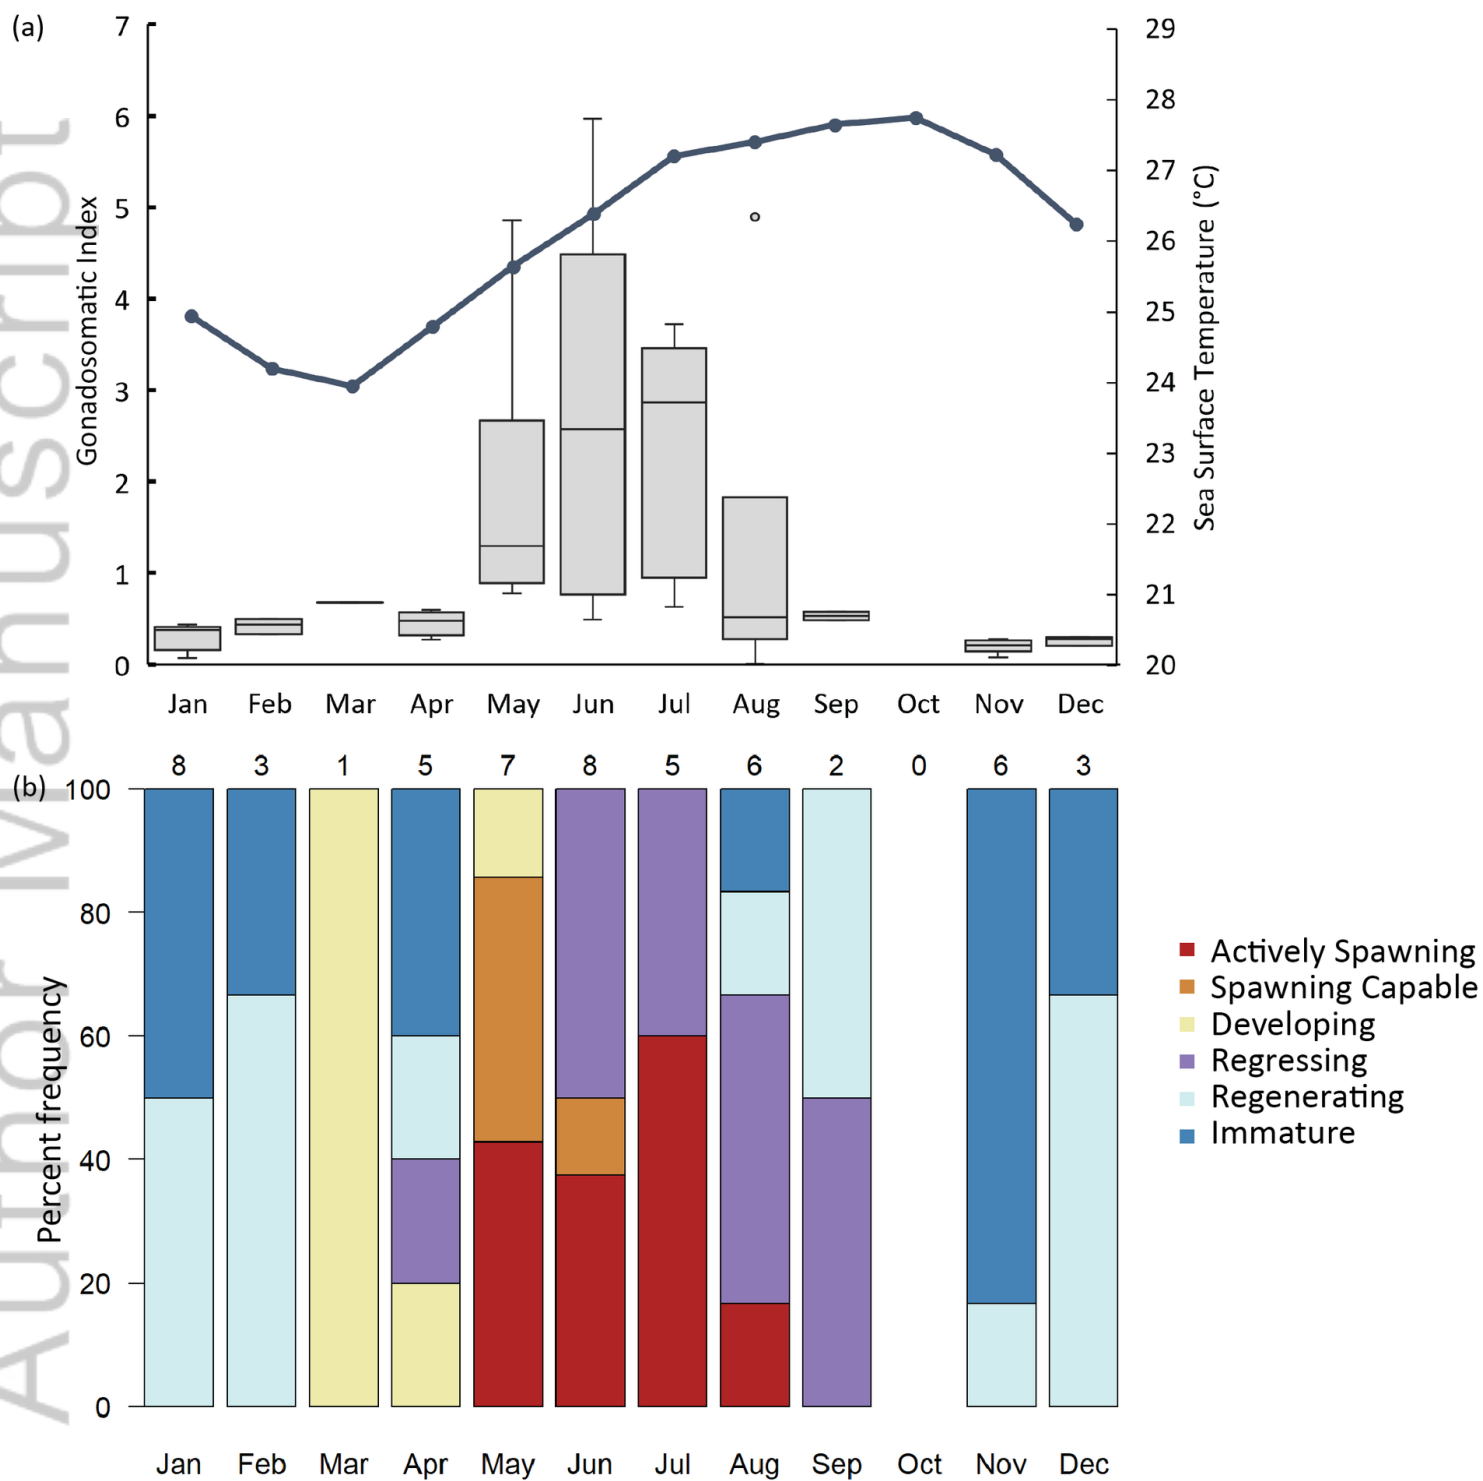 (a)
7
6
5
4
3
2
1
0
Gonadosomatic Index
29
28
27
26
25
24
23
22
21
20
Sea Surface Temperature (°C)
Jan Feb Mar Apr May Jun Jul Aug Sep Oct Nov Dec
8 3 1 5 7 8 5 6 2 0 6 3
(b)
100
80
60
40
20
0
Percent frequency
Actively Spawning
Spawning Capable
Developing
Regressing
Regenerating
Immature
Jan Feb Mar Apr May Jun Jul Aug Sep Oct Nov Dec
Author Manuscript